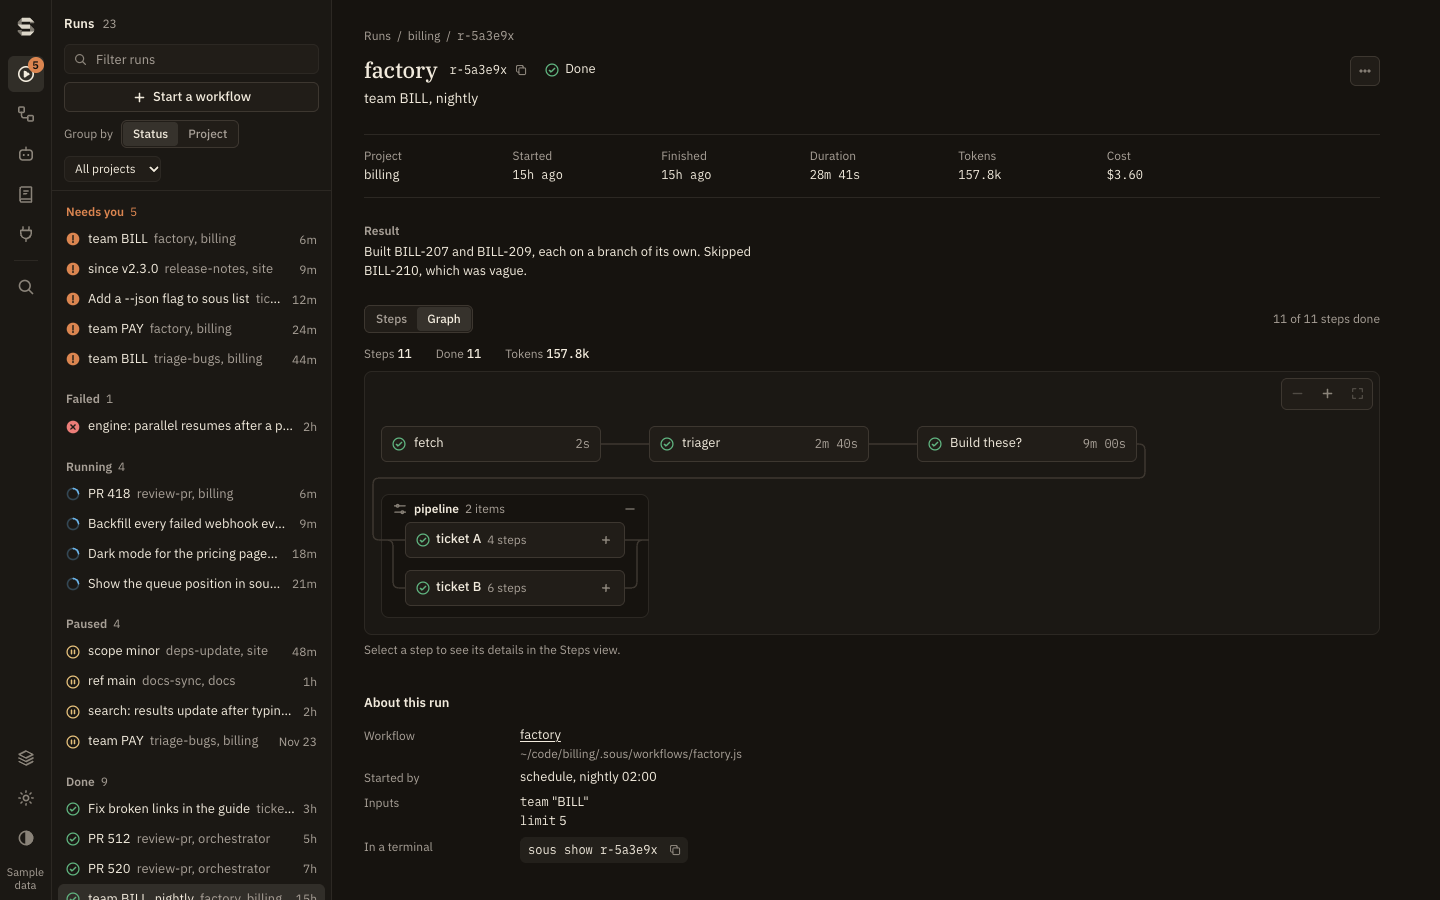 5
Sample
data
Runs 23
Filter runs
Start a workflow
Group by Status Project
All projects
Needs you 5
team BILL factory, billing 6m
since v2.3.0 release-notes, site 9m
Add a --json flag to sous list tic... 12m
team PAY factory, billing 24m
team BILL triage-bugs, billing 44m
Failed 1
engine: parallel resumes after a p... 2h
Running 4
PR 418 review-pr, billing 6m
Backfill every failed webhook ev... 9m
Dark mode for the pricing page... 18m
Show the queue position in sou... 21m
Paused 4
scope minor deps-update, site 48m
ref main docs-sync, docs 1h
search: results update after typin... 2h
team PAY triage-bugs, billing Nov 23
Done 9
Fix broken links in the guide ticke... 3h
PR 512 review-pr, orchestrator 5h
PR 520 review-pr, orchestrator 7h
team BILL, nightly factory, billing 15h
Runs / billing / r-5a3e9x
factory r-5a3e9x Done
team BILL, nightly
Project Started Finished Duration Tokens Cost
billing 15h ago 15h ago 28m 41s 157.8k $3.60
Result
Built BILL-207 and BILL-209, each on a branch of its own. Skipped
BILL-210, which was vague.
Steps Graph 11 of 11 steps done
Steps 11 Done 11 Tokens 157.8k
fetch 2s triager 2m 40s Build these? 9m 00s
pipeline 2 items
ticket A 4 steps
ticket B 6 steps
Select a step to see its details in the Steps view.
About this run
Workflow factory
~/code/billing/.sous/workflows/factory.js
Started by schedule, nightly 02:00
Inputs team "BILL"
limit 5
In a terminal sous show r-5a3e9x